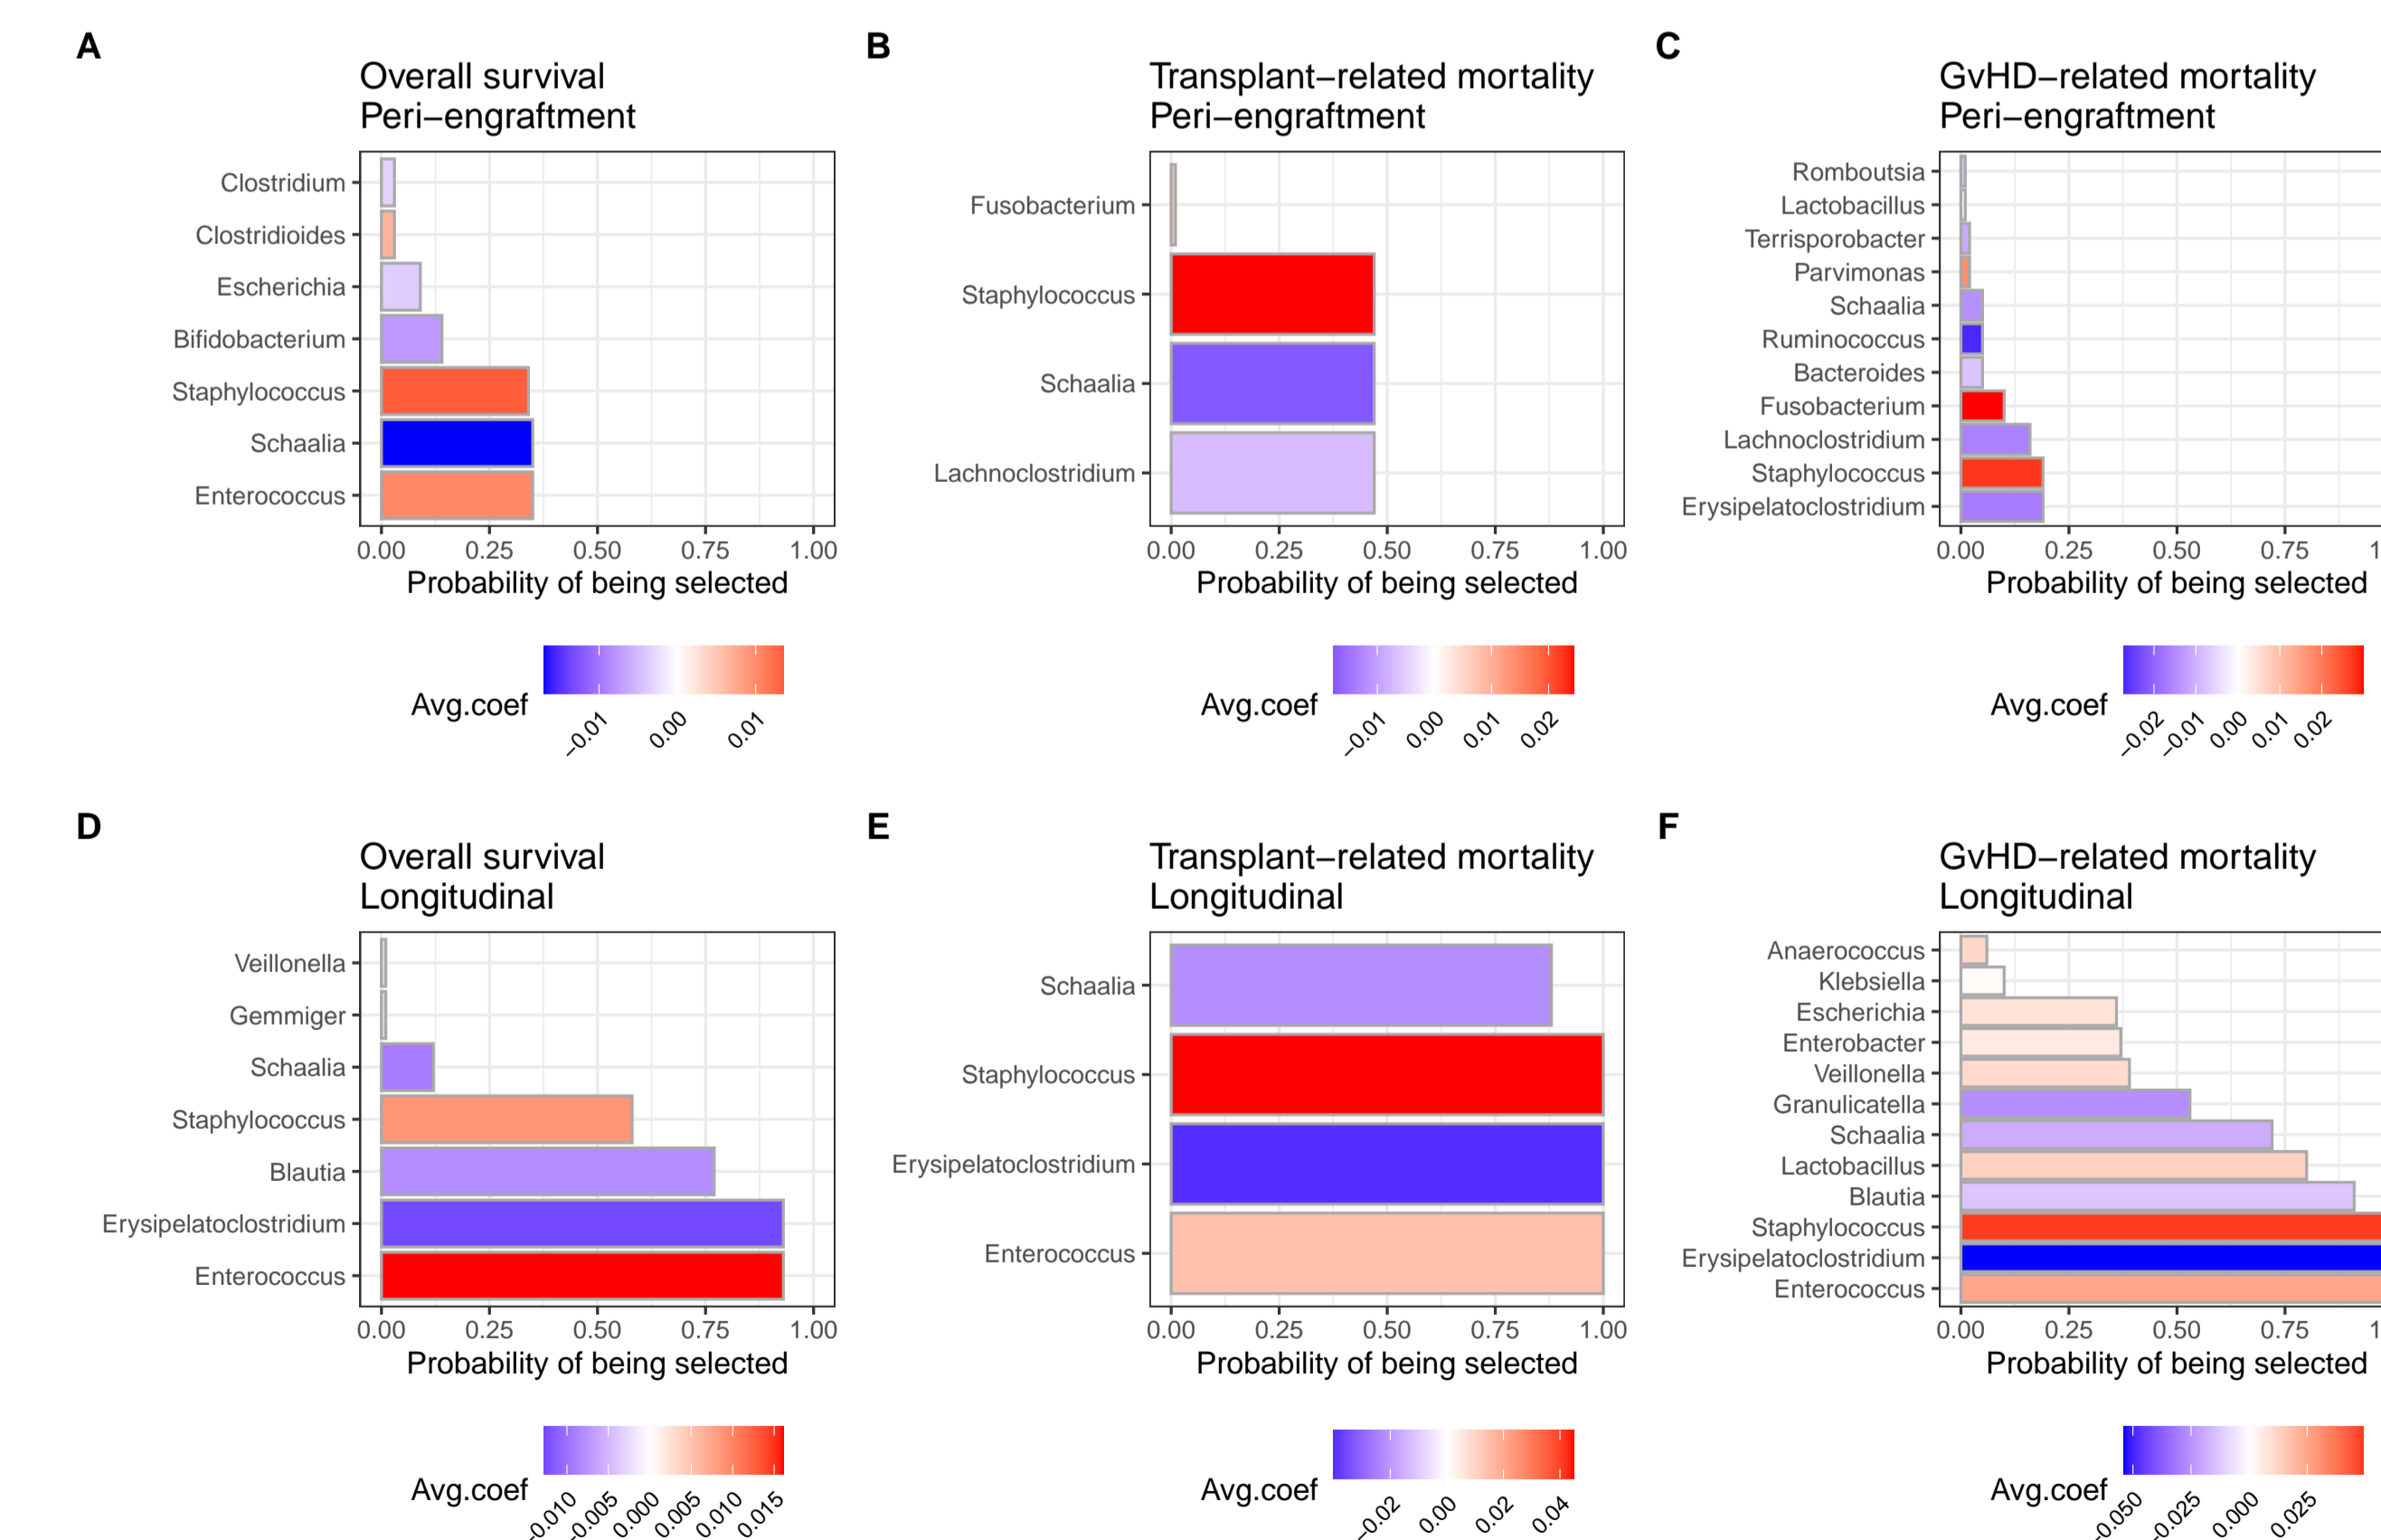 A
Overall survival
Peri−engraftment
Clostridium
Clostridioides
Escherichia
Bifidobacterium
Staphylococcus
Schaalia
Enterococcus
0.00 0.25 0.50 0.75 1.00
Probability of being selected
Avg.coef
−0.01 0.00 0.01
B
Transplant−related mortality
Peri−engraftment
Fusobacterium
Staphylococcus
Schaalia
Lachnoclostridium
0.00 0.25 0.50 0.75 1.00
Probability of being selected
Avg.coef
−0.01 0.00 0.01 0.02
C
GvHD−related mortality
Peri−engraftment
Romboutsia
Lactobacillus
Terrisporobacter
Parvimonas
Schaalia
Ruminococcus
Bacteroides
Fusobacterium
Lachnoclostridium
Staphylococcus
Erysipelatoclostridium
0.00 0.25 0.50 0.75
Probability of being selected
Avg.coef
−0.02 −0.01 0.00 0.01 0.02
D
Overall survival
Longitudinal
Veillonella
Gemmiger
Schaalia
Staphylococcus
Blautia
Erysipelatoclostridium
Enterococcus
0.00 0.25 0.50 0.75 1.00
Probability of being selected
Avg.coef
−0.010 −0.005 0.000 0.005 0.010 0.015
E
Transplant−related mortality
Longitudinal
Schaalia
Staphylococcus
Erysipelatoclostridium
Enterococcus
0.00 0.25 0.50 0.75 1.00
Probability of being selected
Avg.coef
−0.02 0.00 0.02 0.04
F
GvHD−related mortality
Longitudinal
Anaerococcus
Klebsiella
Escherichia
Enterobacter
Veillonella
Granulicatella
Schaalia
Lactobacillus
Blautia
Staphylococcus
Erysipelatoclostridium
Enterococcus
0.00 0.25 0.50 0.75
Probability of being selected
Avg.coef
−0.050 −0.025 0.000 0.025